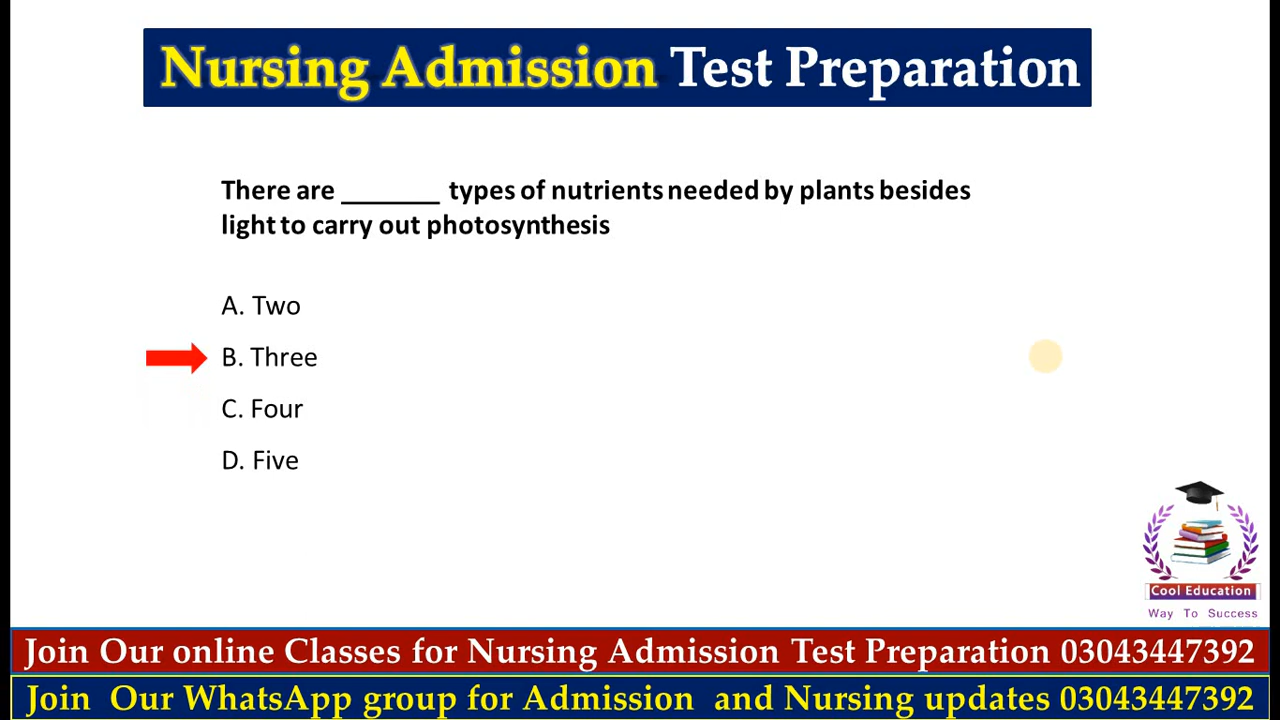 Nursing Admission Test Preparation
There are _______ types of nutrients needed by plants besides
light to carry out photosynthesis
A. Two
B. Three
C. Four
D. Five
Cool Education
Way To Success
Join Our online Classes for Nursing Admission Test Preparation 03043447392
Join Our WhatsApp group for Admission and Nursing updates 03043447392